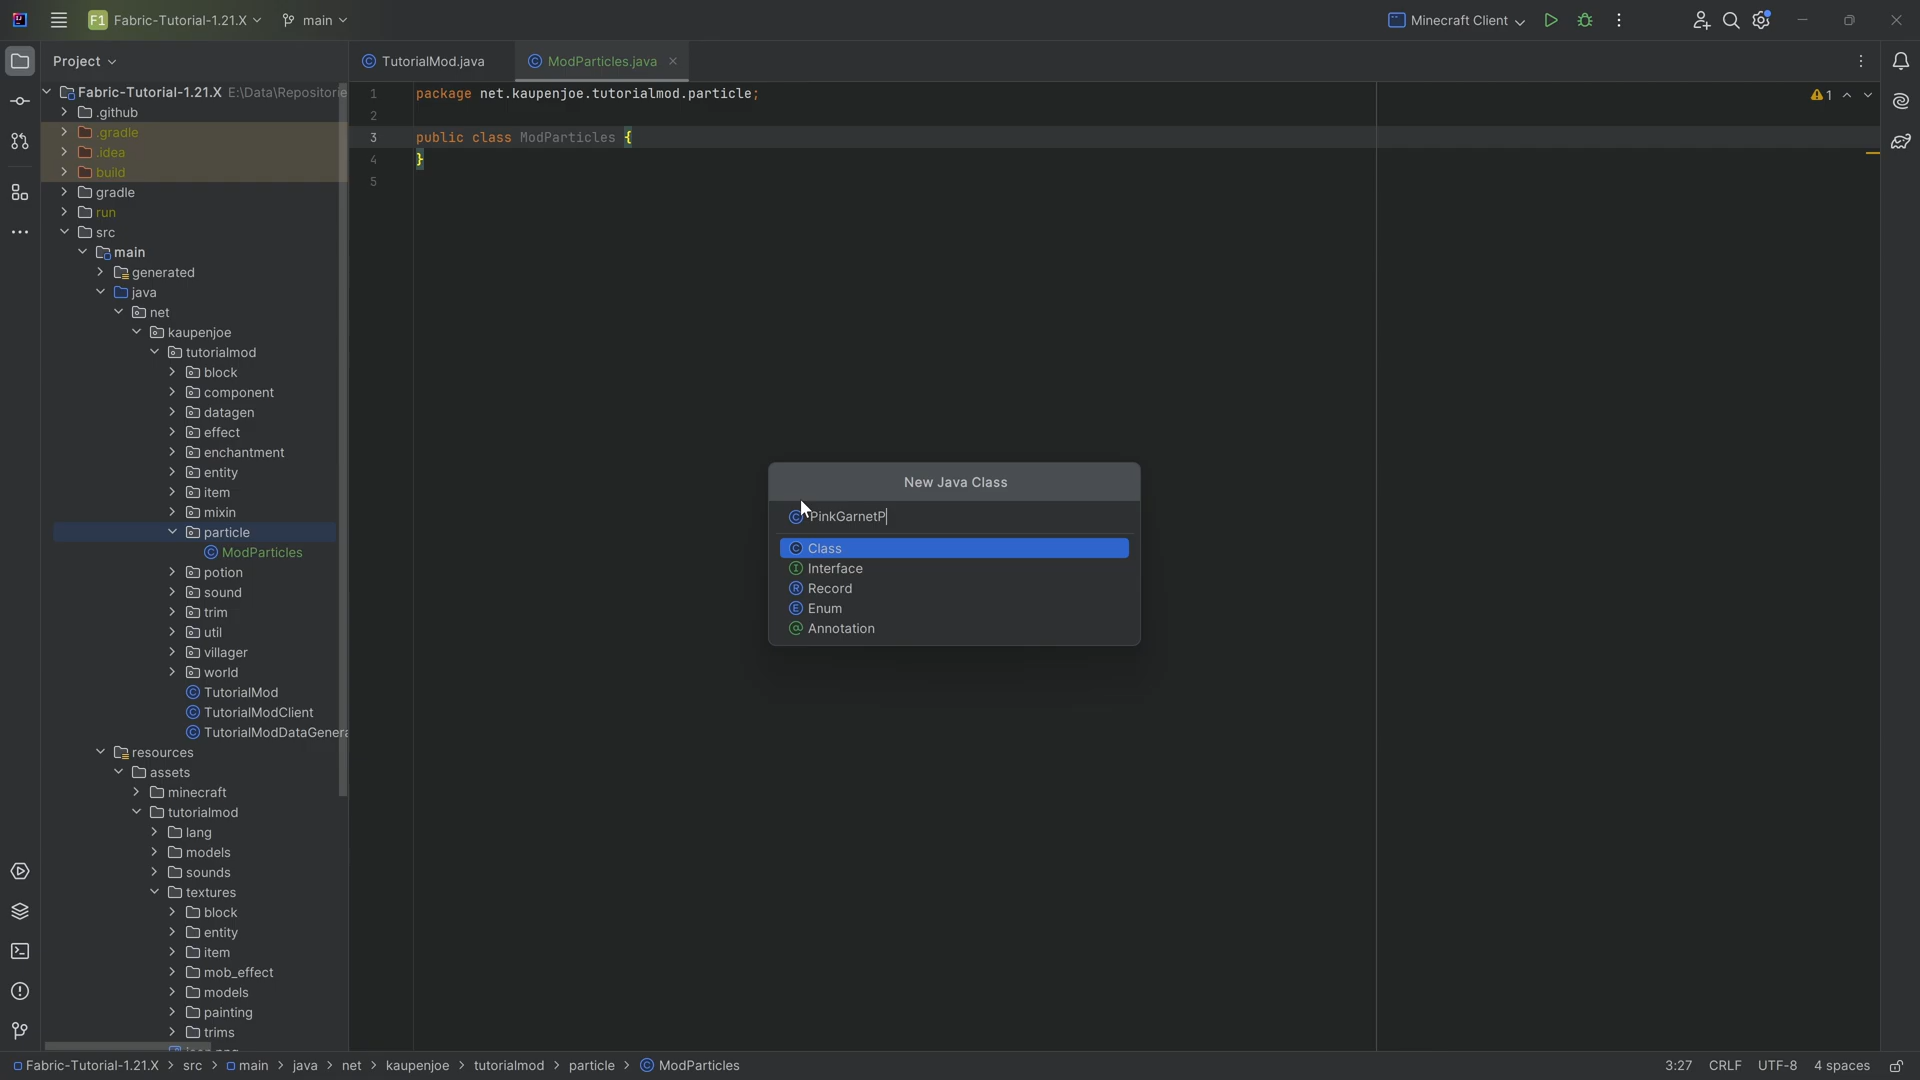 F1 Fabric-Tutorial-1.21.X main Minecraft Client
Project TutorialMod.java ModParticles.java
Fabric-Tutorial-1.21.X E:\Data\Repositorie
.github
.gradle
.idea
build
gradle
run
src
main
generated
java
net
kaupenjoe
tutorialmod
block
component
datagen
effect
enchantment
entity
item
mixin
particle
ModParticles
potion
sound
trim
util
villager
world
TutorialMod
TutorialModClient
TutorialModDataGenera
resources
assets
minecraft
tutorialmod
lang
models
sounds
textures
block
entity
item
mob_effect
models
painting
trims
1 package net.kaupenjoe.tutorialmod.particle;
2
3 public class ModParticles {
4 }
5
1
New Java Class
PinkGarnetP
Class
Interface
Record
Enum
Annotation
Fabric-Tutorial-1.21.X > src > main > java > net > kaupenjoe > tutorialmod > particle > ModParticles 3:27 CRLF UTF-8 4 spaces